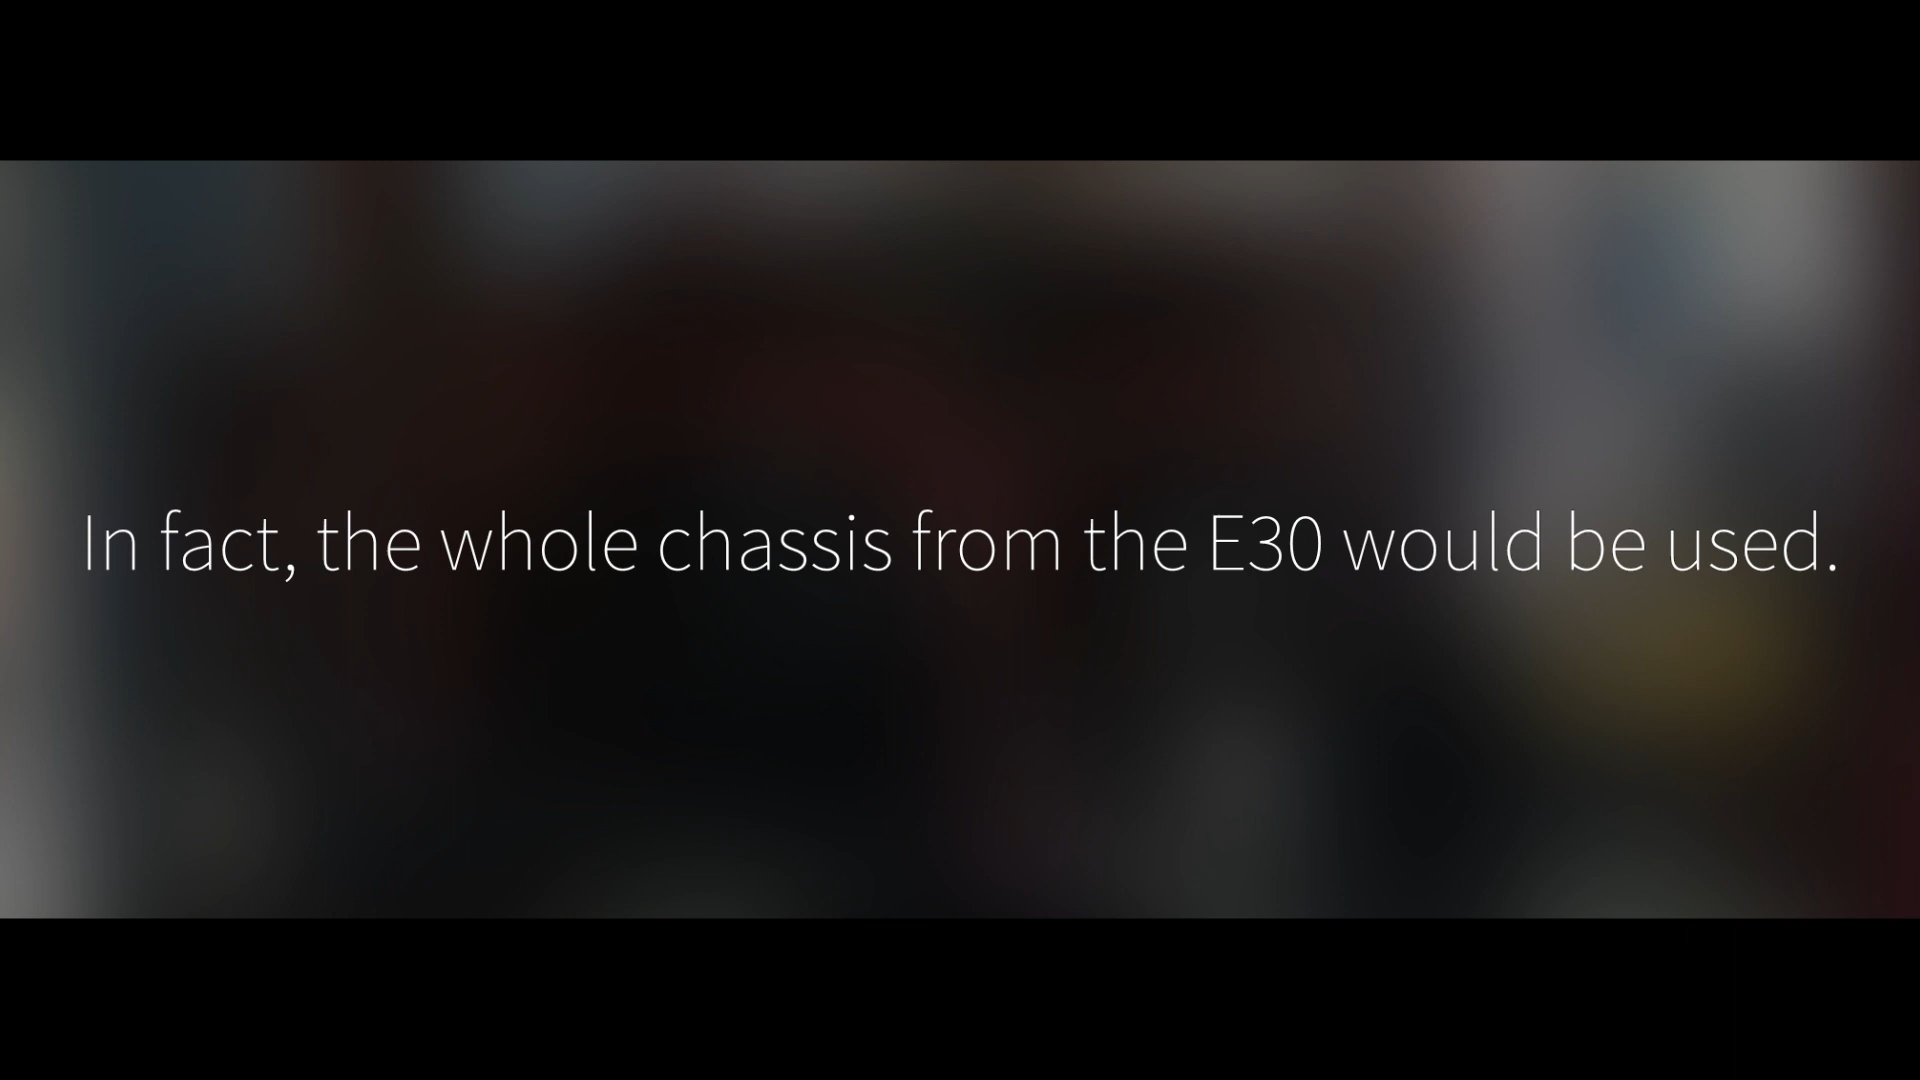 In fact, the whole chassis from the E30 would be used.